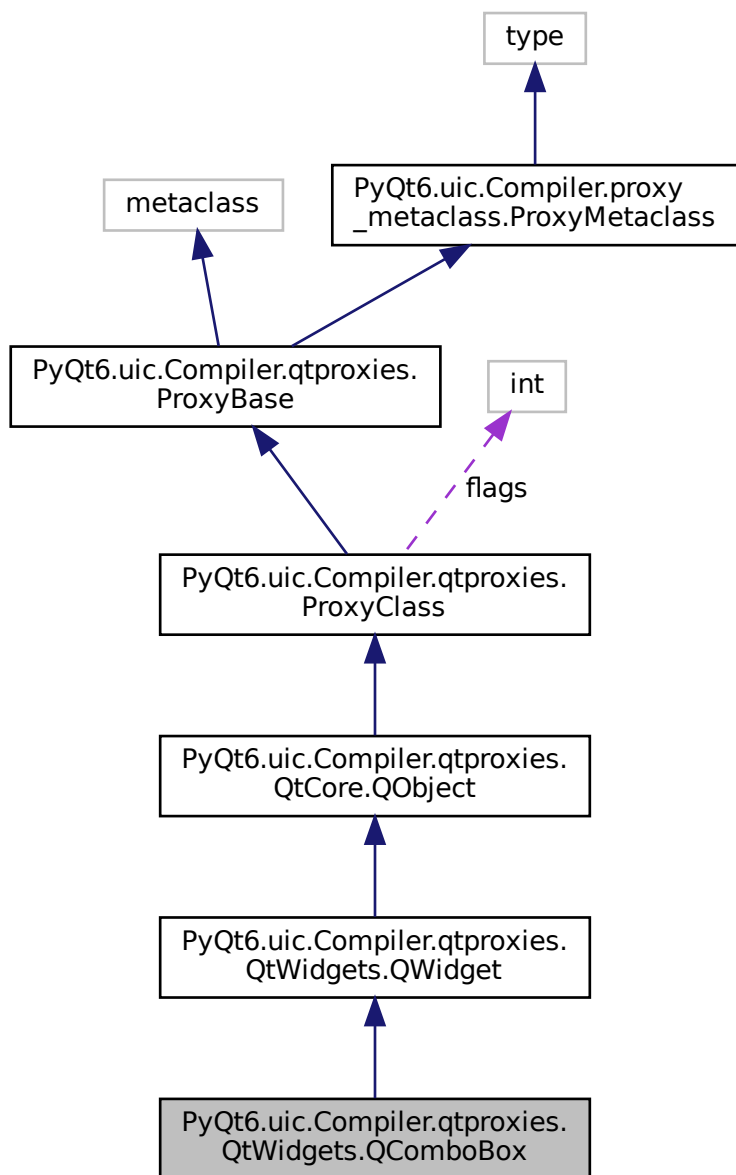 type
PyQt6.uic.Compiler.proxy
_metaclass.ProxyMetaclass
metaclass
PyQt6.uic.Compiler.qtproxies.
ProxyBase
int
flags
PyQt6.uic.Compiler.qtproxies.
ProxyClass
PyQt6.uic.Compiler.qtproxies.
QtCore.QObject
PyQt6.uic.Compiler.qtproxies.
QtWidgets.QWidget
PyQt6.uic.Compiler.qtproxies.
QtWidgets.QComboBox